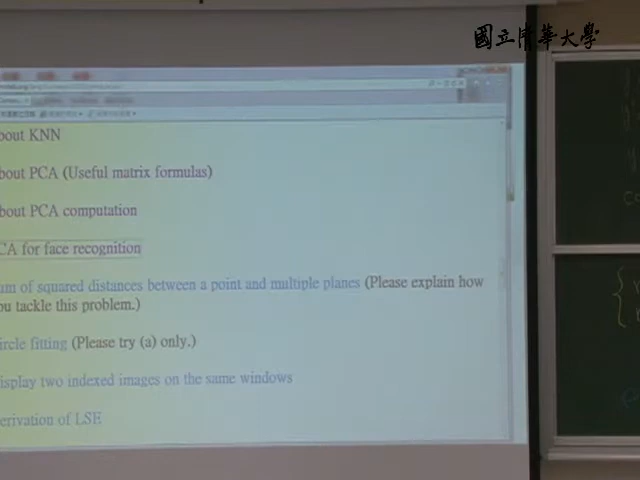 國立清華大學
bout KNN
bout PCA (Useful matrix formulas)
bout PCA computation
CA for face recognition
um of squared distances between a point and multiple planes (Please explain how
ou tackle this problem.)
ircle fitting (Please try (a) only.)
isplay two indexed images on the same windows
erivation of LSE